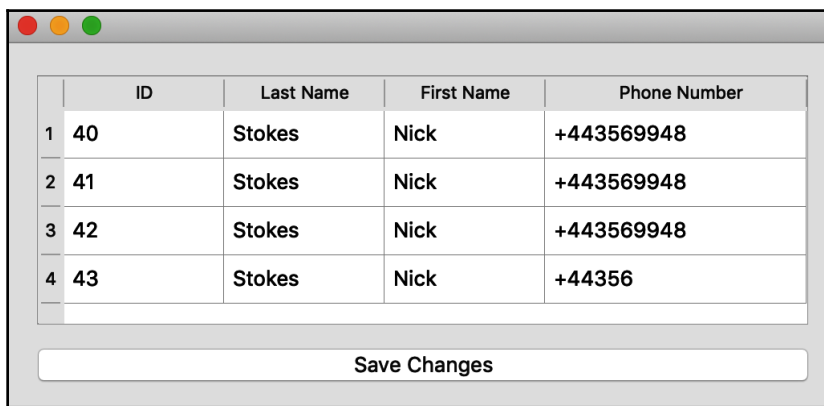 ID Last Name First Name Phone Number
1 40 Stokes Nick +443569948
2 41 Stokes Nick +443569948
3 42 Stokes Nick +443569948
4 43 Stokes Nick +44356
Save Changes